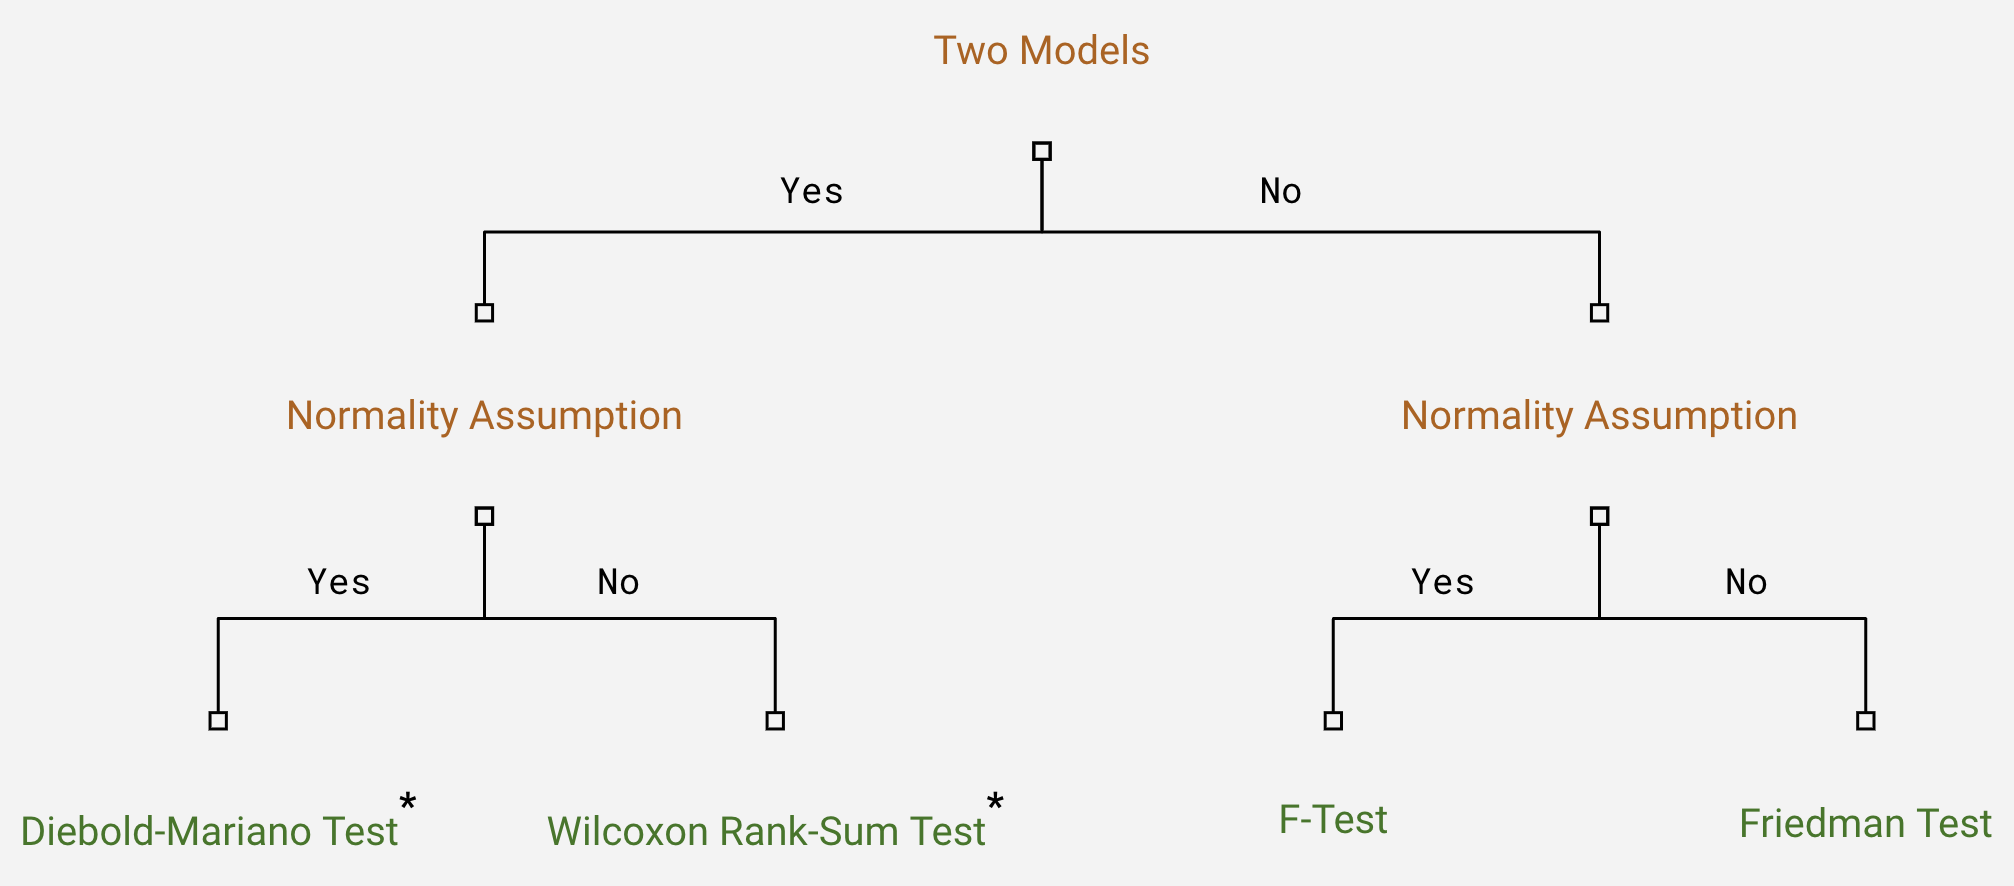 Two Models
Yes
No
Normality Assumption
Normality Assumption
Yes
No
Yes
No
Diebold-Mariano Test*
Wilcoxon Rank-Sum Test*
F-Test
Friedman Test